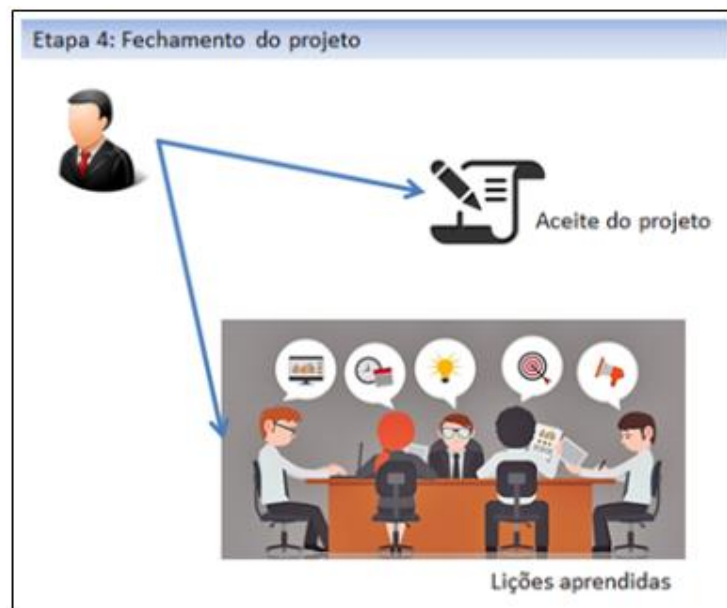 Etapa 4: Fechamento do projeto
Aceite do projeto
Lições aprendidas